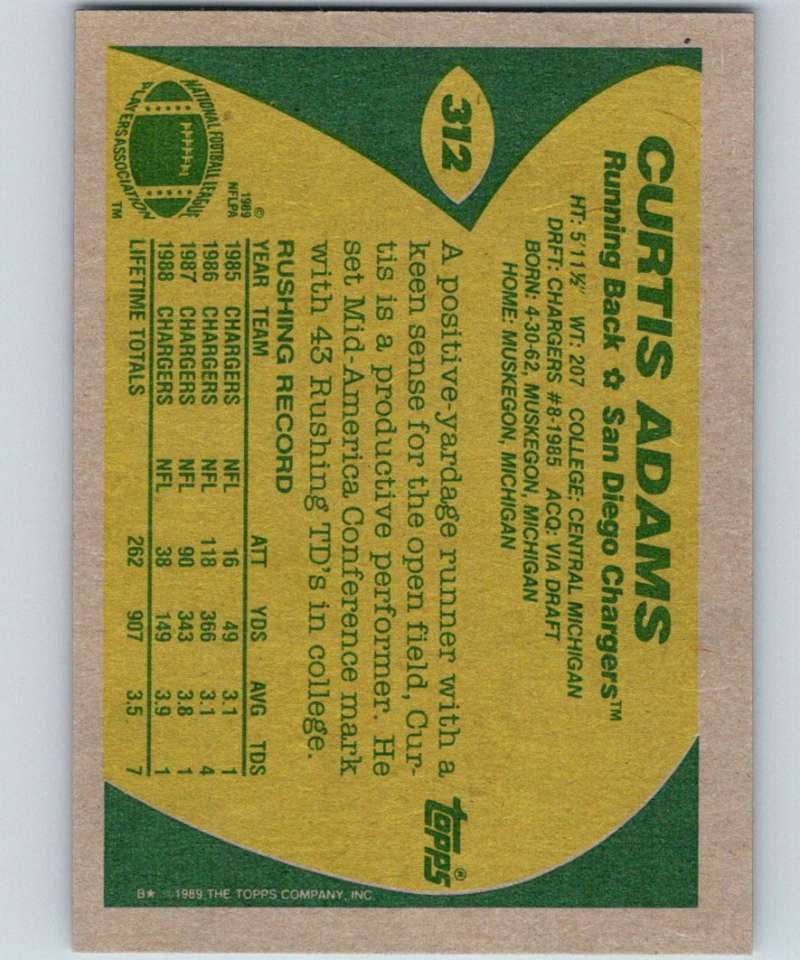 312
CURTIS ADAMS
Running Back ✿ San Diego Chargers™
HT: 5'11½" WT: 207 COLLEGE: CENTRAL MICHIGAN
DRFT: CHARGERS #8-1985 ACQ: VIA DRAFT
BORN: 4-30-62, MUSKEGON, MICHIGAN
HOME: MUSKEGON, MICHIGAN
A positive-yardage runner with a
keen sense for the open field, Cur-
tis is a productive performer. He
set Mid-America Conference mark
with 43 Rushing TD's in college.
RUSHING RECORD
YEAR TEAM ATT YDS AVG TDS
1985 CHARGERS NFL 16 49 3.1 1
1986 CHARGERS NFL 118 366 3.1 4
1987 CHARGERS NFL 90 343 3.8 1
1988 CHARGERS NFL 38 149 3.9 1
LIFETIME TOTALS 262 907 3.5 7
NATIONAL FOOTBALL LEAGUE
PLAYERS ASSOCIATION
™
©
1989
NFLPA
topps®
B★ ©1989 THE TOPPS COMPANY, INC.